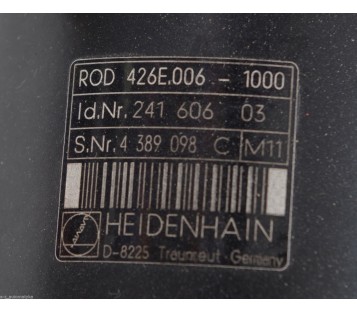 ROD 426E.006 - 1000
Id.Nr. 241 606 03
S.Nr. 4 389 098 C M11
HEIDENHAIN
D-8225 Traunreut · Germany